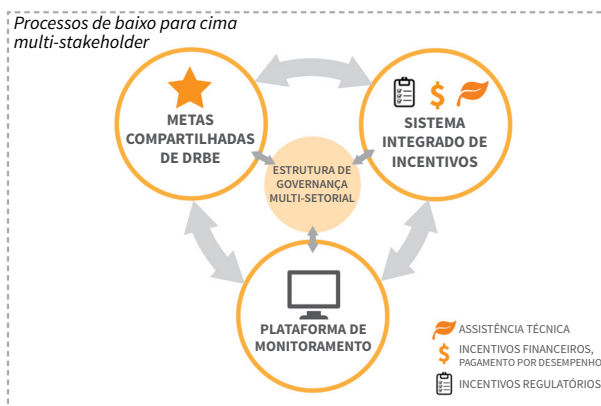 Processos de baixo para cima
multi-stakeholder
METAS
COMPARTILHADAS
DE DRBE
SISTEMA
INTEGRADO DE
INCENTIVOS
ESTRUTURA DE
GOVERNANÇA
MULTI-SETORIAL
PLATAFORMA DE
MONITORAMENTO
ASSISTÊNCIA TÉCNICA
INCENTIVOS FINANCEIROS,
PAGAMENTO POR DESEMPENHO
INCENTIVOS REGULATÓRIOS